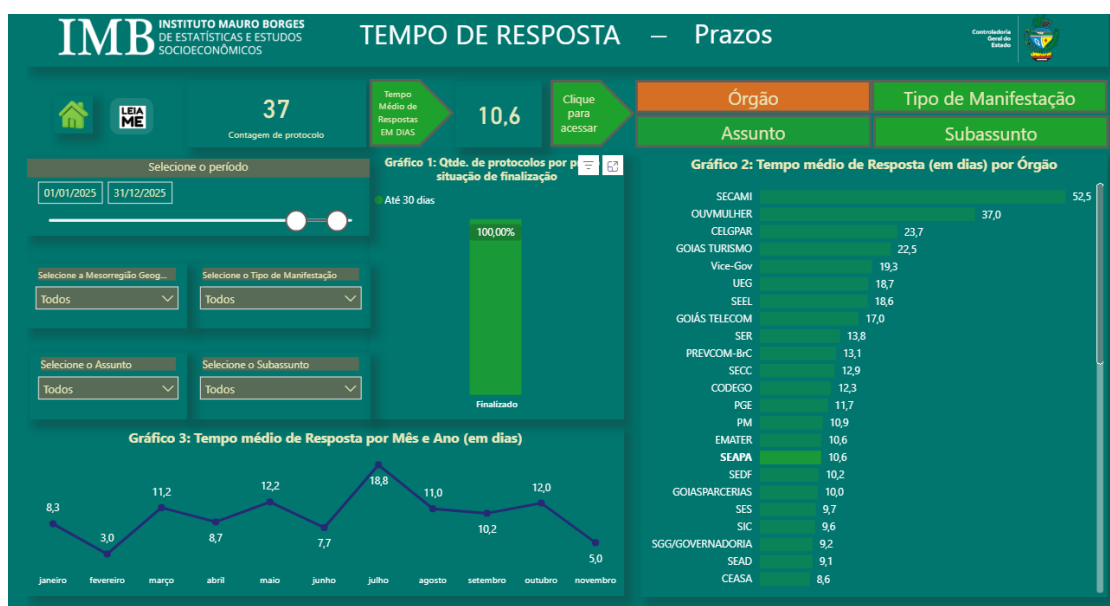 IMB INSTITUTO MAURO BORGES
DE ESTATÍSTICAS E ESTUDOS
SOCIOECONÔMICOS
TEMPO DE RESPOSTA – Prazos
Controladoria
Geral do
Estado
LEIA
ME
37
Contagem de protocolo
Tempo
Médio de
Respostas
EM DIAS
10,6
Clique
para
acessar
Órgão
Tipo de Manifestação
Assunto
Subassunto
Selecione o período
01/01/2025 31/12/2025
Selecione a Mesorregião Geog...
Todos
Selecione o Tipo de Manifestação
Todos
Selecione o Assunto
Todos
Selecione o Subassunto
Todos
Gráfico 1: Qtde. de protocolos por p
situação de finalização
Até 30 dias
100,00%
Finalizado
Gráfico 2: Tempo médio de Resposta (em dias) por Órgão
SECAMI 52,5
OUVMULHER 37,0
CELGPAR 23,7
GOIAS TURISMO 22,5
Vice-Gov 19,3
UEG 18,7
SEEL 18,6
GOIÁS TELECOM 17,0
SER 13,8
PREVCOM-BrC 13,1
SECC 12,9
CODEGO 12,3
PGE 11,7
PM 10,9
EMATER 10,6
SEAPA 10,6
SEDF 10,2
GOIASPARCERIAS 10,0
SES 9,7
SIC 9,6
SGG/GOVERNADORIA 9,2
SEAD 9,1
CEASA 8,6
Gráfico 3: Tempo médio de Resposta por Mês e Ano (em dias)
8,3 3,0 11,2 8,7 12,2 7,7 18,8 11,0 10,2 12,0 5,0
janeiro fevereiro março abril maio junho julho agosto setembro outubro novembro